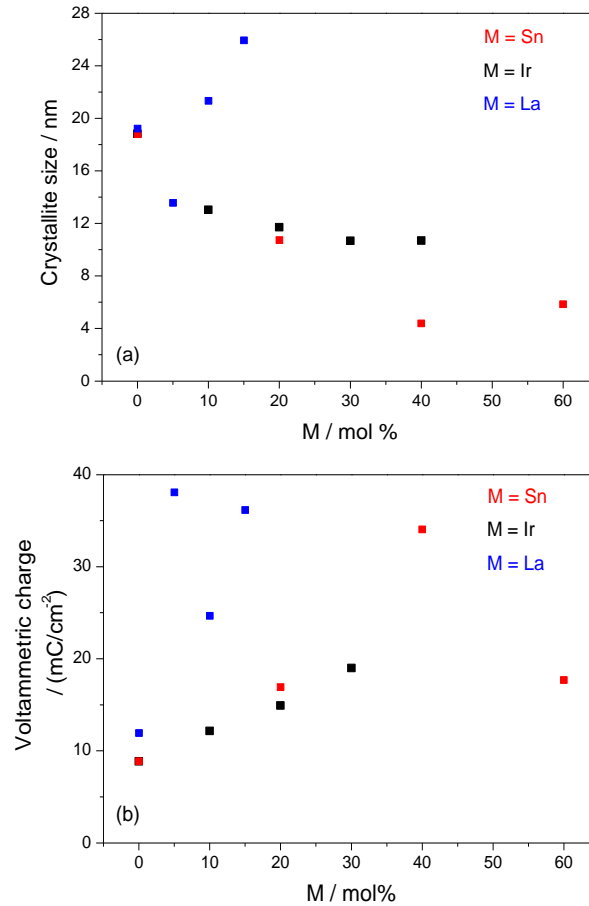 28
24
20
16
12
8
4
0
Crystallite size / nm
M = Sn
M = Ir
M = La
(a)
0 10 20 30 40 50 60
M / mol %
40
30
20
10
0
Voltammetric charge
/ (mC/cm⁻²)
M = Sn
M = Ir
M = La
(b)
0 10 20 30 40 50 60
M / mol%